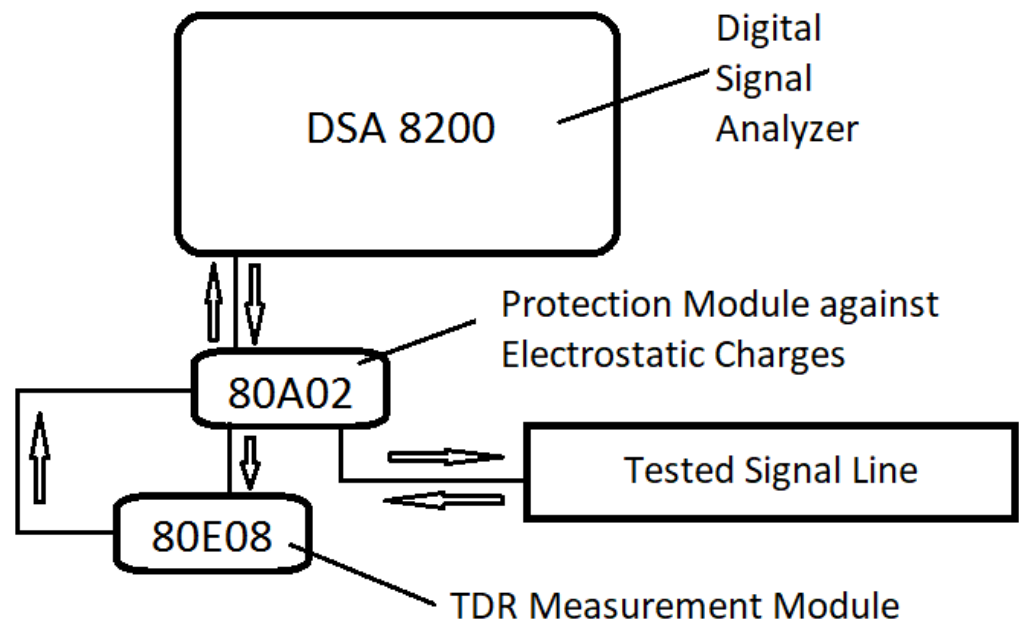 Digital
Signal
Analyzer
DSA 8200
Protection Module against
Electrostatic Charges
80A02
Tested Signal Line
80E08
TDR Measurement Module